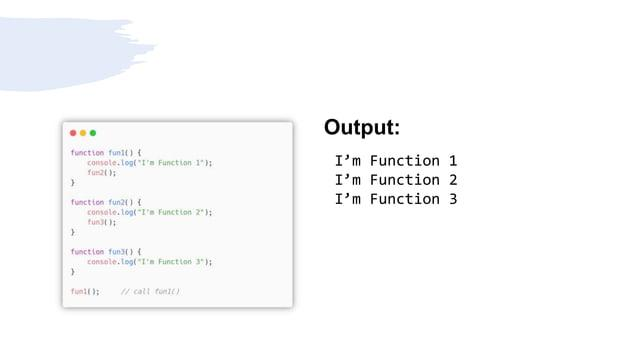 function fun1() {
    console.log("I'm Function 1");
    fun2();
}
function fun2() {
    console.log("I'm Function 2");
    fun3();
}
function fun3() {
    console.log("I'm Function 3");
}
fun1();     // call fun1()
Output:
I’m Function 1
I’m Function 2
I’m Function 3